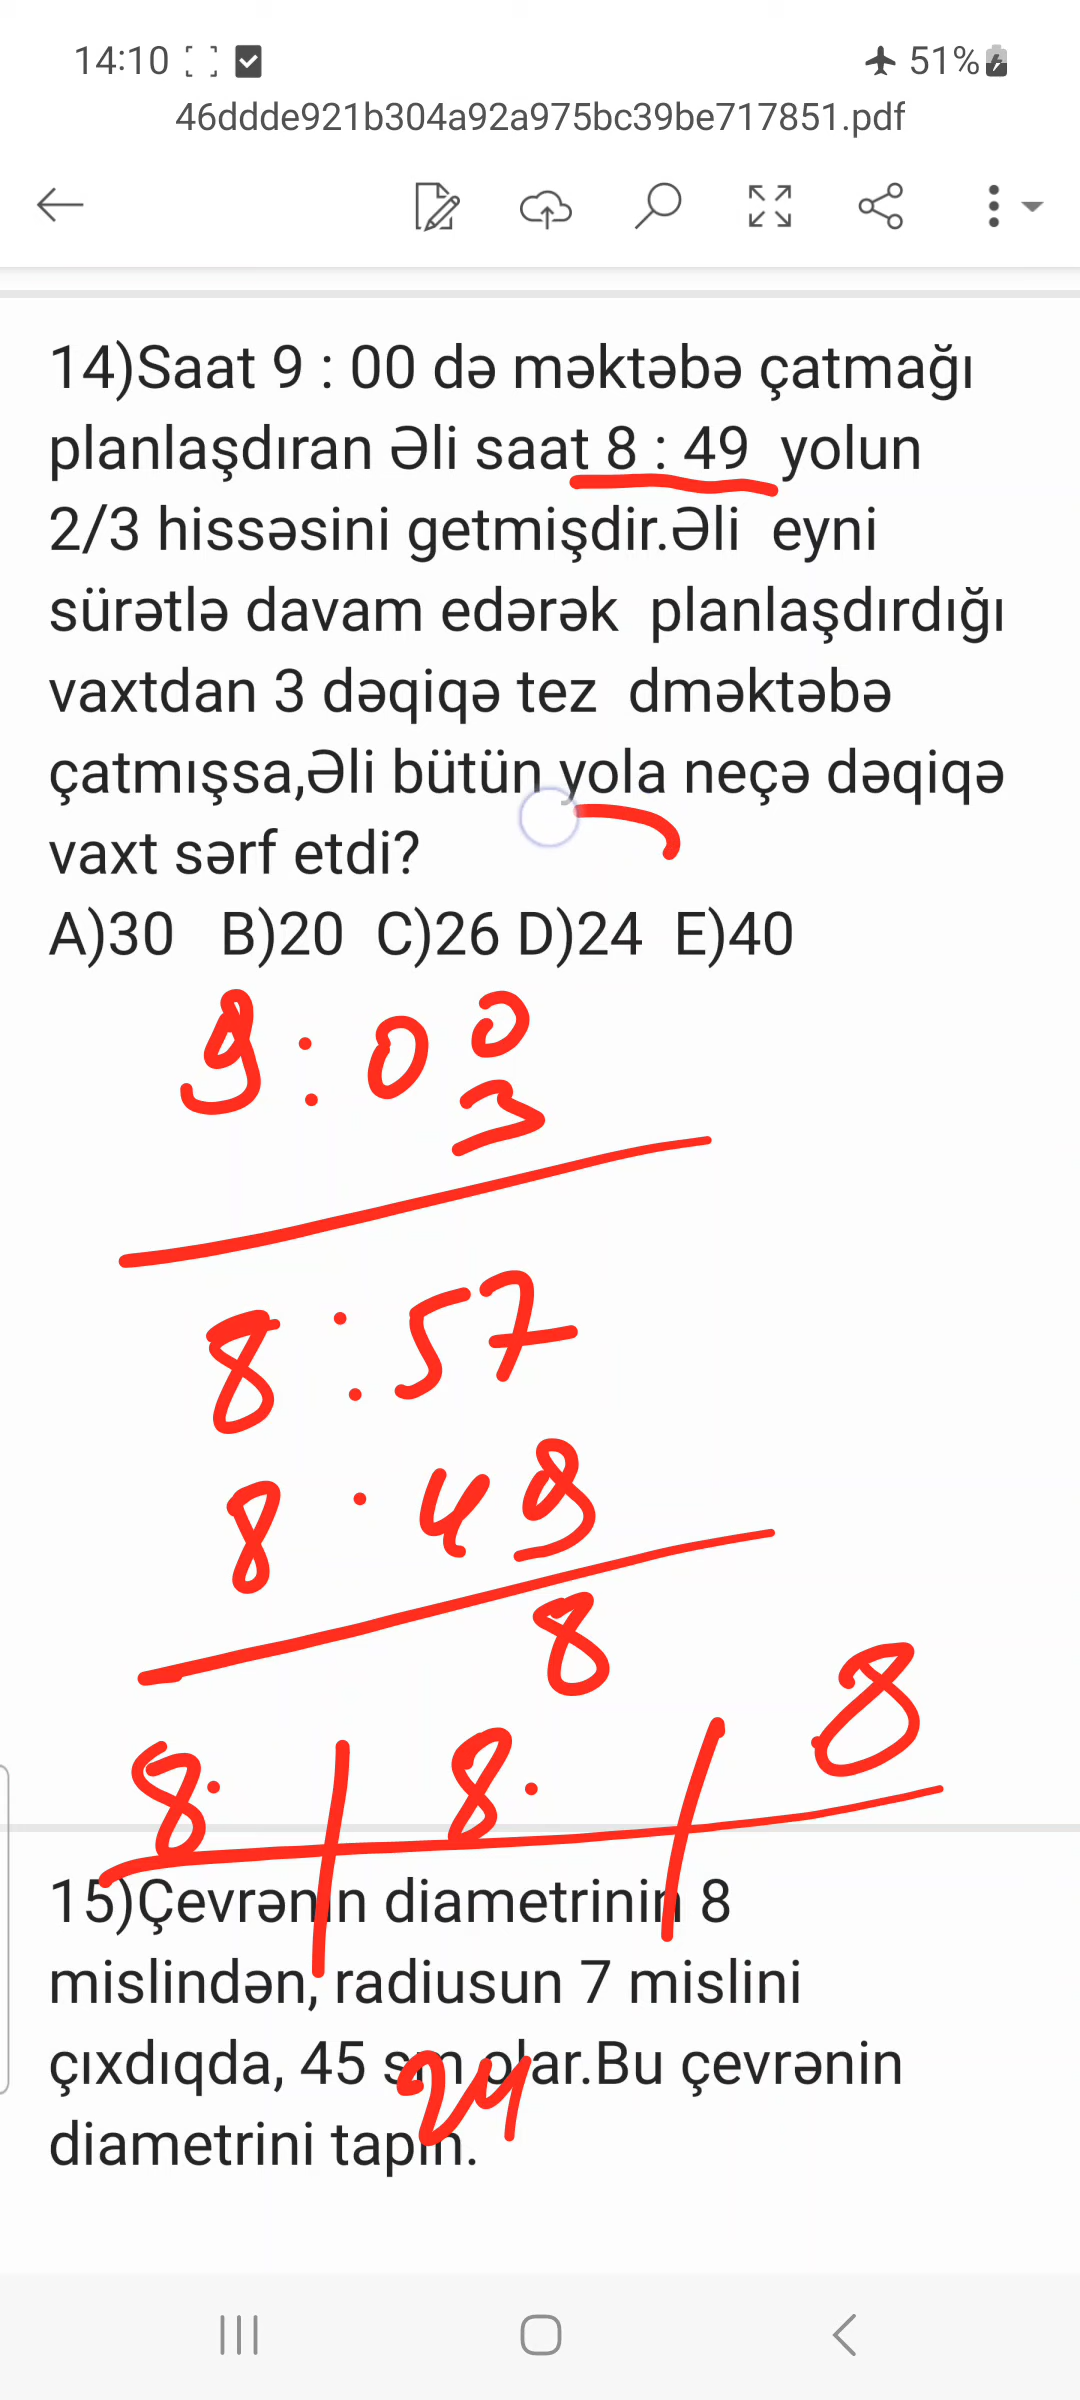 14:10
51%
46ddde921b304a92a975bc39be717851.pdf
14)Saat 9 : 00 də məktəbə çatmağı
planlaşdıran Əli saat 8 : 49 yolun
2/3 hissəsini getmişdir.Əli eyni
sürətlə davam edərək planlaşdırdığı
vaxtdan 3 dəqiqə tez dməktəbə
çatmışsa,Əli bütün yola neçə dəqiqə
vaxt sərf etdi?
A)30 B)20 C)26 D)24 E)40
9:00
3
8:57
8.49
8
8. 8. 8
15)Çevrənin diametrinin 8
mislindən, radiusun 7 mislini
çıxdıqda, 45 sm olar.Bu çevrənin
24
diametrini tapın.